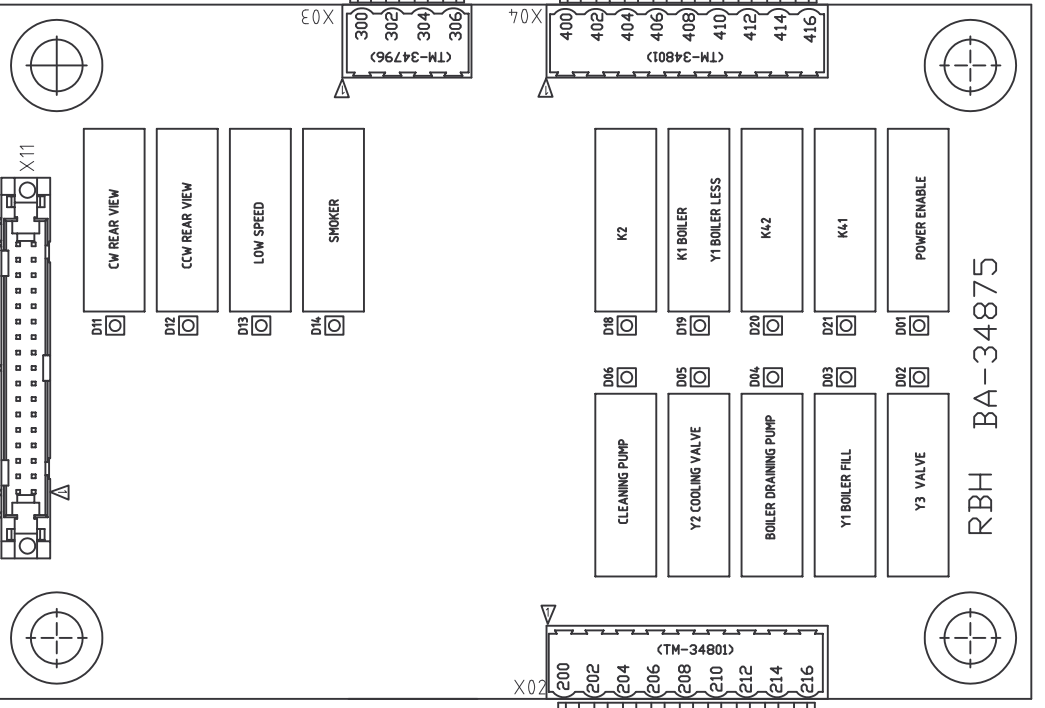 X03
300 302 304 306
(TM-34796)
1
X04
400 402 404 406 408 410 412 414 416
(TM-34801)
1
X11
1
CW REAR VIEW
CCW REAR VIEW
LOW SPEED
SMOKER
D11
D12
D13
D14
K2
K1 BOILER
Y1 BOILER LESS
K42
K41
POWER ENABLE
D18
D19
D20
D21
D01
D06
D05
D04
D03
D02
CLEANING PUMP
Y2 COOLING VALVE
BOILER DRAINING PUMP
Y1 BOILER FILL
Y3 VALVE
RBH BA-34875
1
(TM-34801)
X02
200 202 204 206 208 210 212 214 216